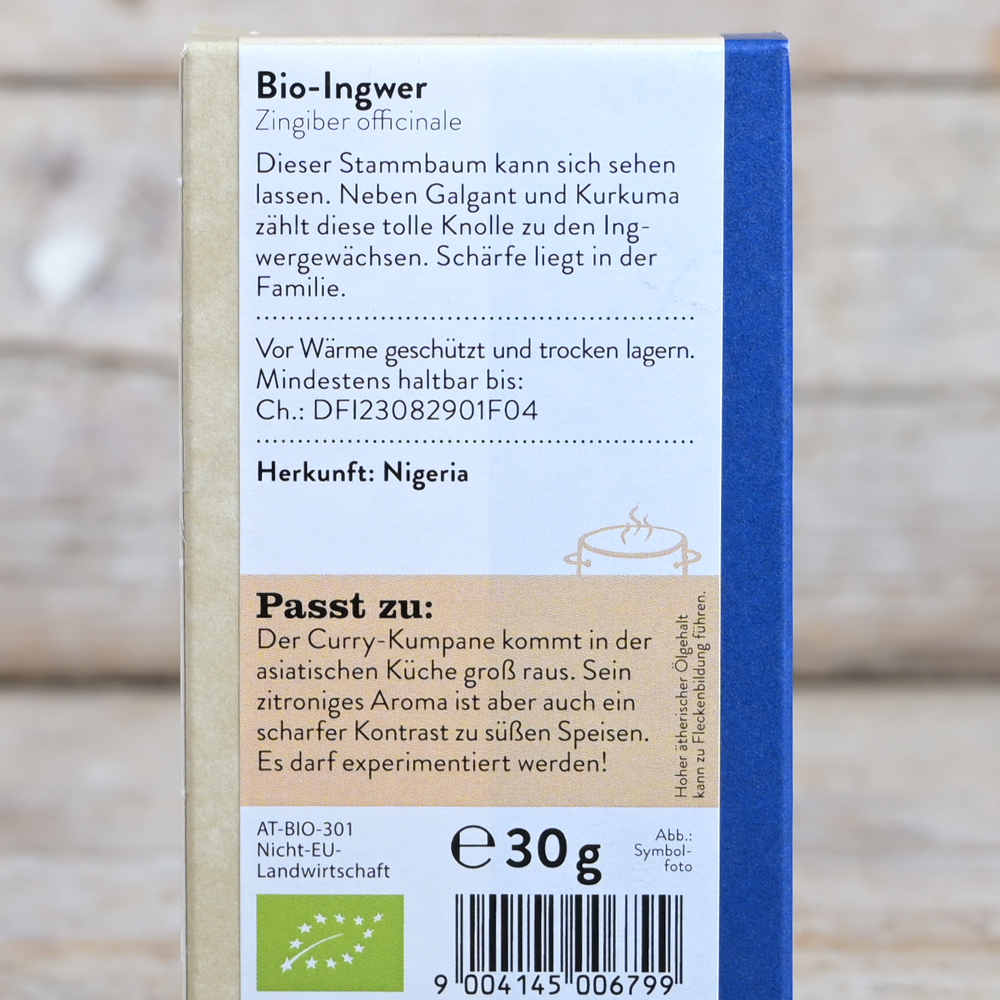 Bio-Ingwer
Zingiber officinale
Dieser Stammbaum kann sich sehen
lassen. Neben Galgant und Kurkuma
zählt diese tolle Knolle zu den Ing-
wergewächsen. Schärfe liegt in der
Familie.
Vor Wärme geschützt und trocken lagern.
Mindestens haltbar bis:
Ch.: DFI23082901F04
Herkunft: Nigeria
Passt zu:
Der Curry-Kumpane kommt in der
asiatischen Küche groß raus. Sein
zitroniges Aroma ist aber auch ein
scharfer Kontrast zu süßen Speisen.
Es darf experimentiert werden!
Hoher ätherischer Ölgehalt
kann zu Fleckenbildung führen.
AT-BIO-301
Nicht-EU-
Landwirtschaft
℮ 30 g
Abb.:
Symbol-
foto
9 004145 006799